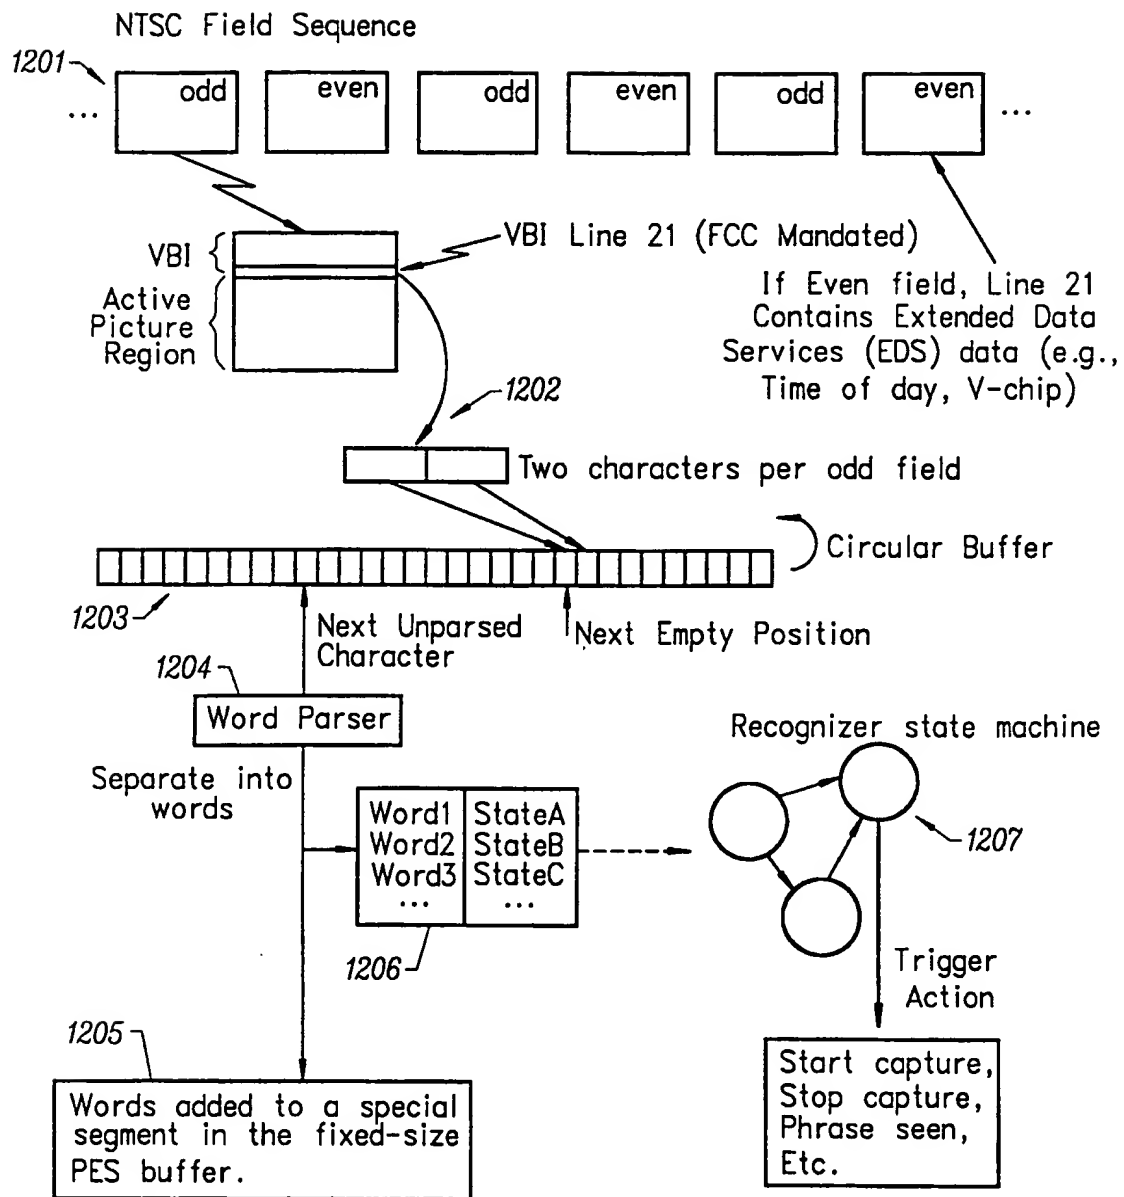 NTSC Field Sequence
1201
odd even odd even odd even
... ...
VBI
VBI Line 21 (FCC Mandated)
Active
Picture
Region
If Even field, Line 21
Contains Extended Data
Services (EDS) data (e.g.,
Time of day, V-chip)
1202
Two characters per odd field
Circular Buffer
1203
Next Unparsed
Character
Next Empty Position
1204
Word Parser
Separate into
words
Word1 StateA
Word2 StateB
Word3 StateC
... ...
1206
Recognizer state machine
1207
Trigger
Action
1205
Words added to a special
segment in the fixed-size
PES buffer.
Start capture,
Stop capture,
Phrase seen,
Etc.